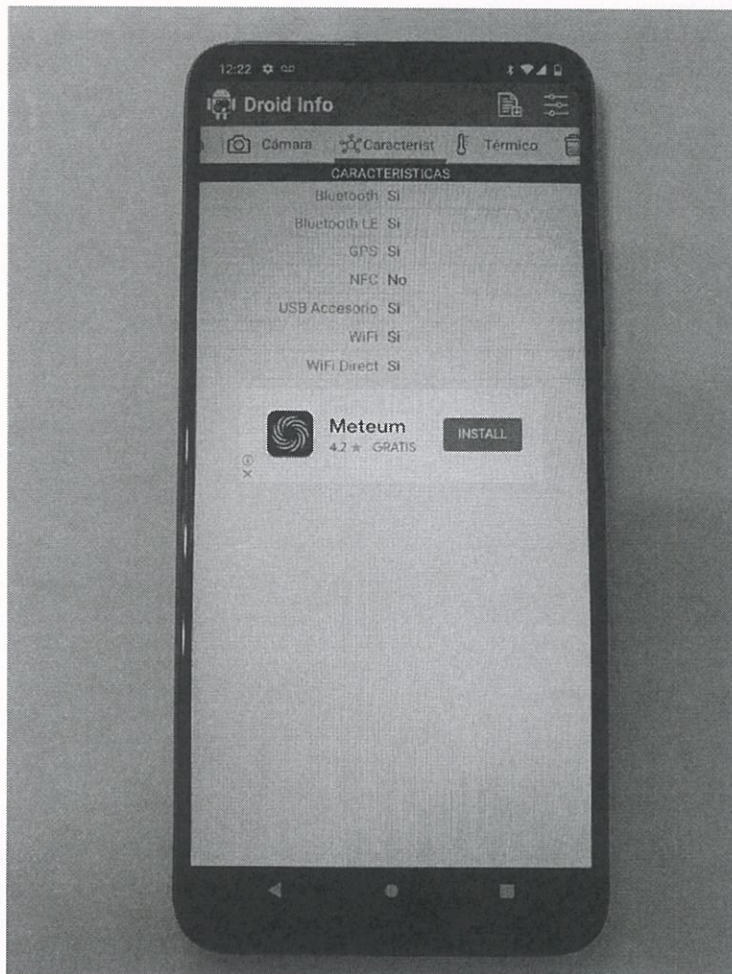 12:22
Droid Info
Cámara Caracterist Térmico
CARACTERISTICAS
Bluetooth Si
Bluetooth LE Si
GPS Si
NFC No
USB Accesorio Si
WiFi Si
WiFi Direct Si
Meteum
4.2 ★ GRATIS
INSTALL